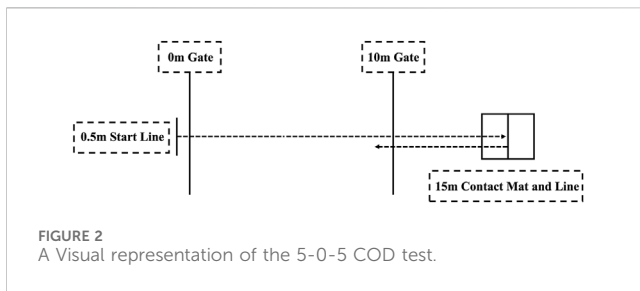 0m Gate
10m Gate
0.5m Start Line
15m Contact Mat and Line
FIGURE 2
A Visual representation of the 5-0-5 COD test.